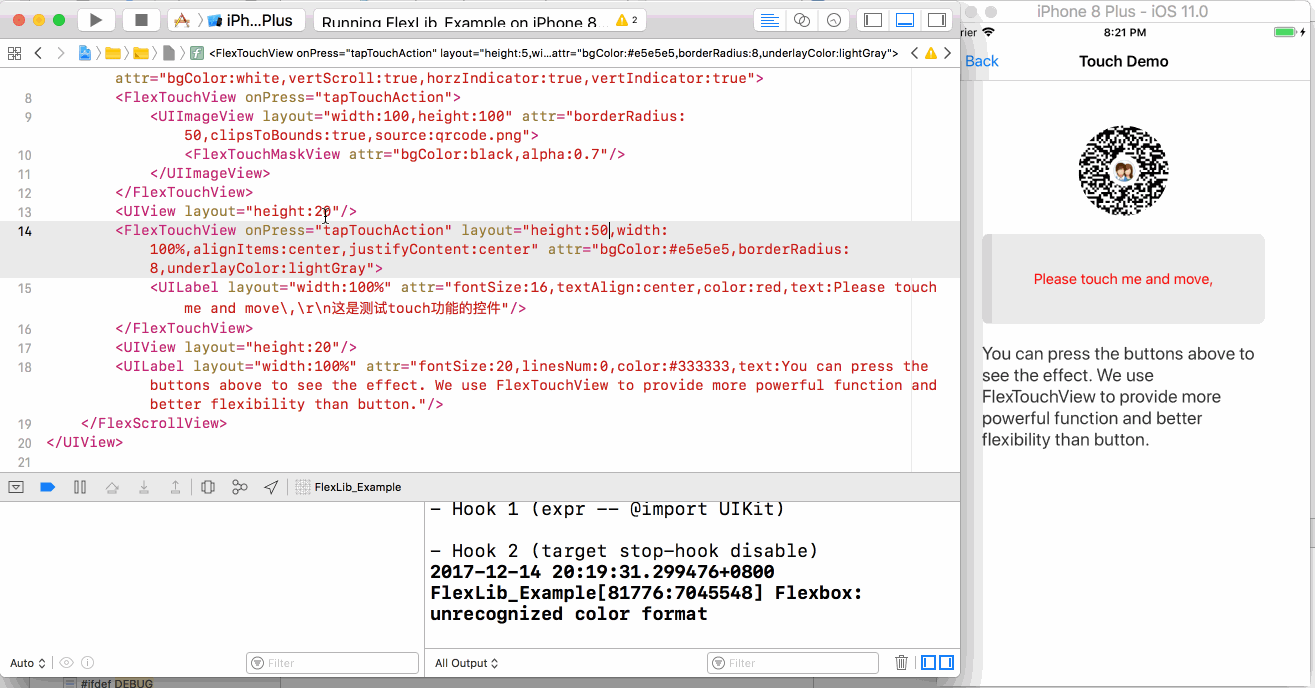 iPh...Plus
Running FlexLib_Example on iPhone 8
2
<FlexTouchView onPress="tapTouchAction" layout="height:5,wi...attr="bgColor:#e5e5e5,borderRadius:8,underlayColor:lightGray">
attr="bgColor:white,vertScroll:true,horzIndicator:true,vertIndicator:true">
8 <FlexTouchView onPress="tapTouchAction">
9 <UIImageView layout="width:100,height:100" attr="borderRadius:
50,clipsToBounds:true,source:qrcode.png">
10 <FlexTouchMaskView attr="bgColor:black,alpha:0.7"/>
11 </UIImageView>
12 </FlexTouchView>
13 <UIView layout="height:20"/>
14 <FlexTouchView onPress="tapTouchAction" layout="height:50,width:
100%,alignItems:center,justifyContent:center" attr="bgColor:#e5e5e5,borderRadius:
8,underlayColor:lightGray">
15 <UILabel layout="width:100%" attr="fontSize:16,textAlign:center,color:red,text:Please touch
me and move\,\r\n这是测试touch功能的控件"/>
16 </FlexTouchView>
17 <UIView layout="height:20"/>
18 <UILabel layout="width:100%" attr="fontSize:20,linesNum:0,color:#333333,text:You can press the
buttons above to see the effect. We use FlexTouchView to provide more powerful function and
better flexibility than button."/>
19 </FlexScrollView>
20 </UIView>
21
FlexLib_Example
- Hook 1 (expr -- @import UIKit)
- Hook 2 (target stop-hook disable)
2017-12-14 20:19:31.299476+0800
FlexLib_Example[81776:7045548] Flexbox:
unrecognized color format
Auto
Filter
All Output
Filter
#ifdef DEBUG
iPhone 8 Plus - iOS 11.0
rier
8:21 PM
Back
Touch Demo
Please touch me and move,
You can press the buttons above to
see the effect. We use
FlexTouchView to provide more
powerful function and better
flexibility than button.